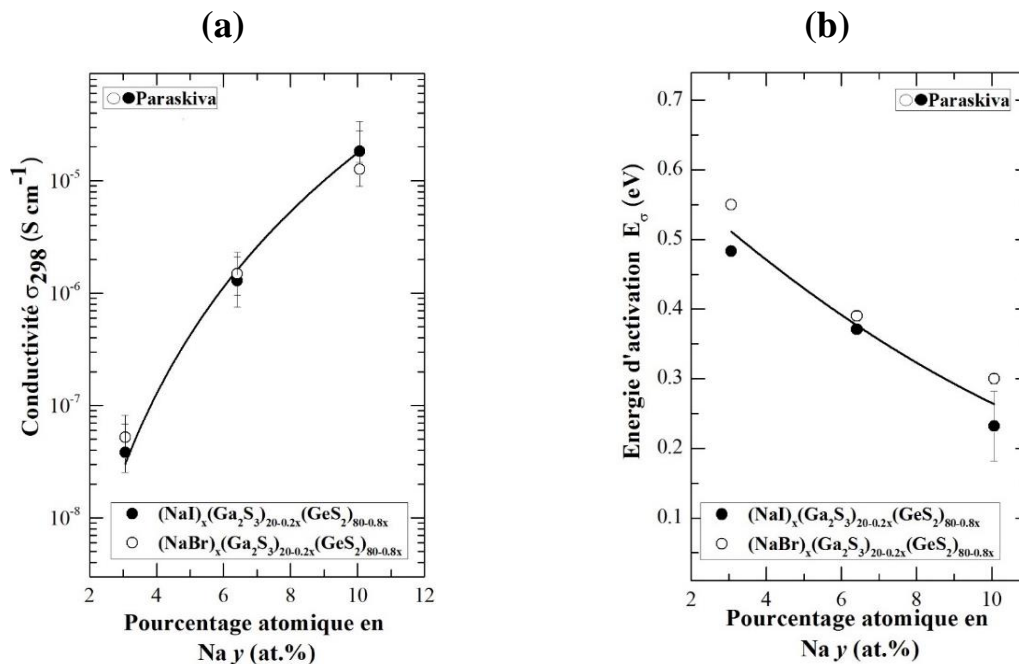 (a)
Paraskiva
Conductivité σ298 (S cm-1)
10-5
10-6
10-7
10-8
2 4 6 8 10 12
(NaI)x(Ga2S3)20-0.2x(GeS2)80-0.8x
(NaBr)x(Ga2S3)20-0.2x(GeS2)80-0.8x
Pourcentage atomique en
Na y (at.%)
(b)
Paraskiva
Energie d'activation Eσ (eV)
0.7
0.6
0.5
0.4
0.3
0.2
0.1
2 4 6 8 10
(NaI)x(Ga2S3)20-0.2x(GeS2)80-0.8x
(NaBr)x(Ga2S3)20-0.2x(GeS2)80-0.8x
Pourcentage atomique en
Na y (at.%)